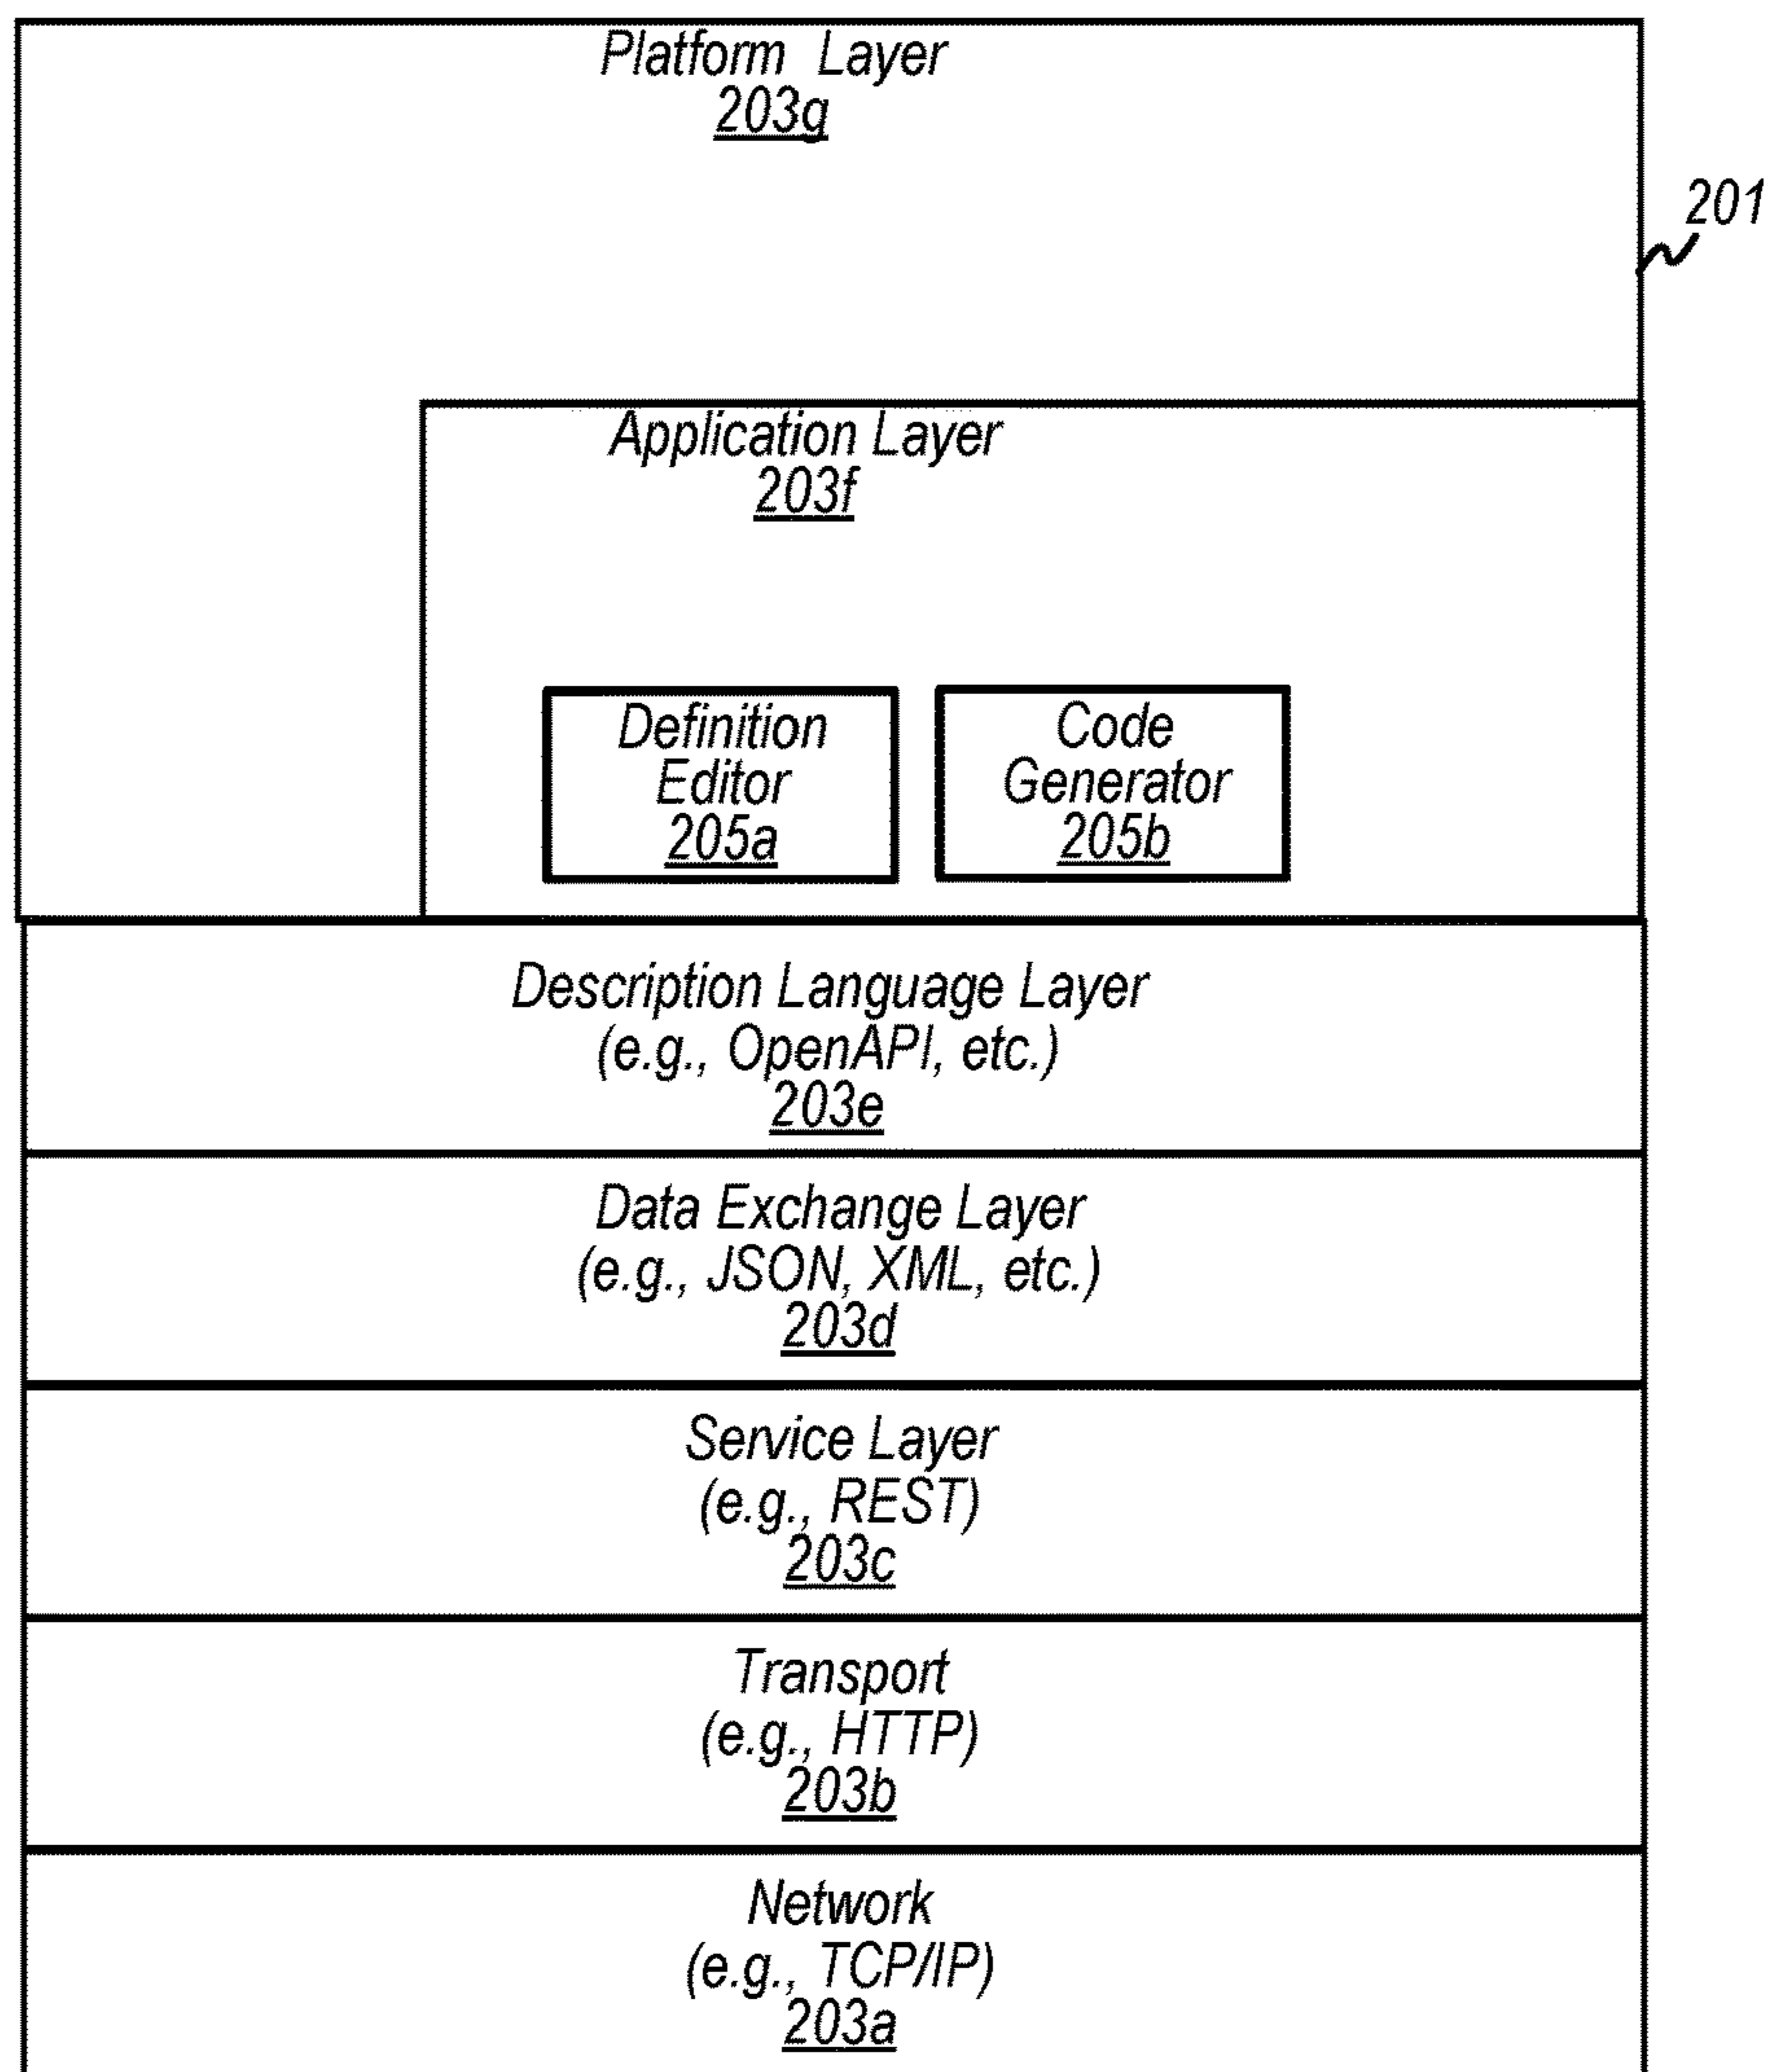 Platform Layer
203g
201
Application Layer
203f
Definition
Editor
205a
Code
Generator
205b
Description Language Layer
(e.g., OpenAPI, etc.)
203e
Data Exchange Layer
(e.g., JSON, XML, etc.)
203d
Service Layer
(e.g., REST)
203c
Transport
(e.g., HTTP)
203b
Network
(e.g., TCP/IP)
203a